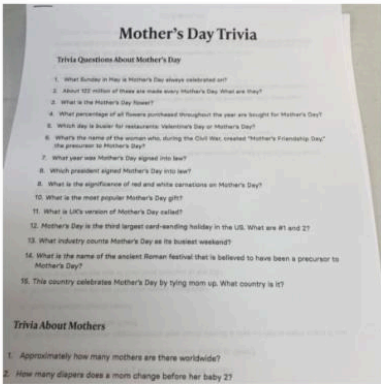 Mother's Day Trivia
Trivia Questions About Mother's Day
1. What Sunday in May is Mother's Day always celebrated on?
2. About 122 million of these are made every Mother's Day. What are they?
3. What is the Mother's Day flower?
4. What percentage of all flowers purchased throughout the year are bought for Mother's Day?
5. Which day is busier for restaurants: Valentine's Day or Mother's Day?
6. What's the name of the woman who, during the Civil War, created "Mother's Friendship Day,"
the precursor to Mother's Day?
7. What year was Mother's Day signed into law?
8. Which president signed Mother's Day into law?
9. What is the significance of red and white carnations on Mother's Day?
10. What is the most popular Mother's Day gift?
11. What is UK's version of Mother's Day called?
12. Mother's Day is the third largest card-sending holiday in the US. What are #1 and 2?
13. What industry counts Mother's Day as its busiest weekend?
14. What is the name of the ancient Roman festival that is believed to have been a precursor to
Mother's Day?
15. This country celebrates Mother's Day by tying mom up. What country is it?
Trivia About Mothers
1. Approximately how many mothers are there worldwide?
2. How many diapers does a mom change before her baby 2?